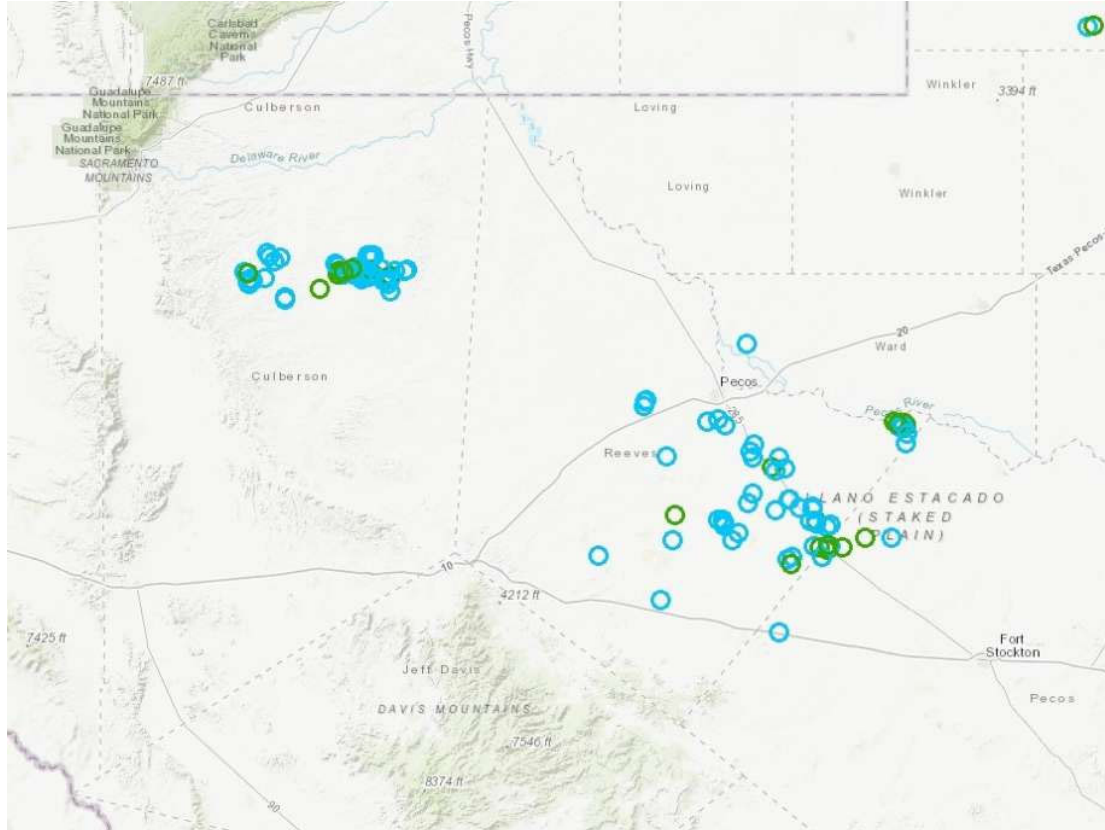 Carlsbad
Caverns
National
Park
Pecos Hwy
7487 ft
Guadalupe
Mountains
National Park
Guadalupe
Mountains
National Park
SACRAMENTO
MOUNTAINS
Culberson
Loving
Winkler
3394 ft
Delaware River
Loving
Winkler
Texas Pecos
20
Ward
Culberson
Pecos
285
Pecos River
Reeves
LLANO ESTACADO
(STAKED
PLAIN)
10
4212 ft
7425 ft
Fort
Stockton
Jeff Davis
Pecos
DAVIS MOUNTAINS
7546 ft
8374 ft
90